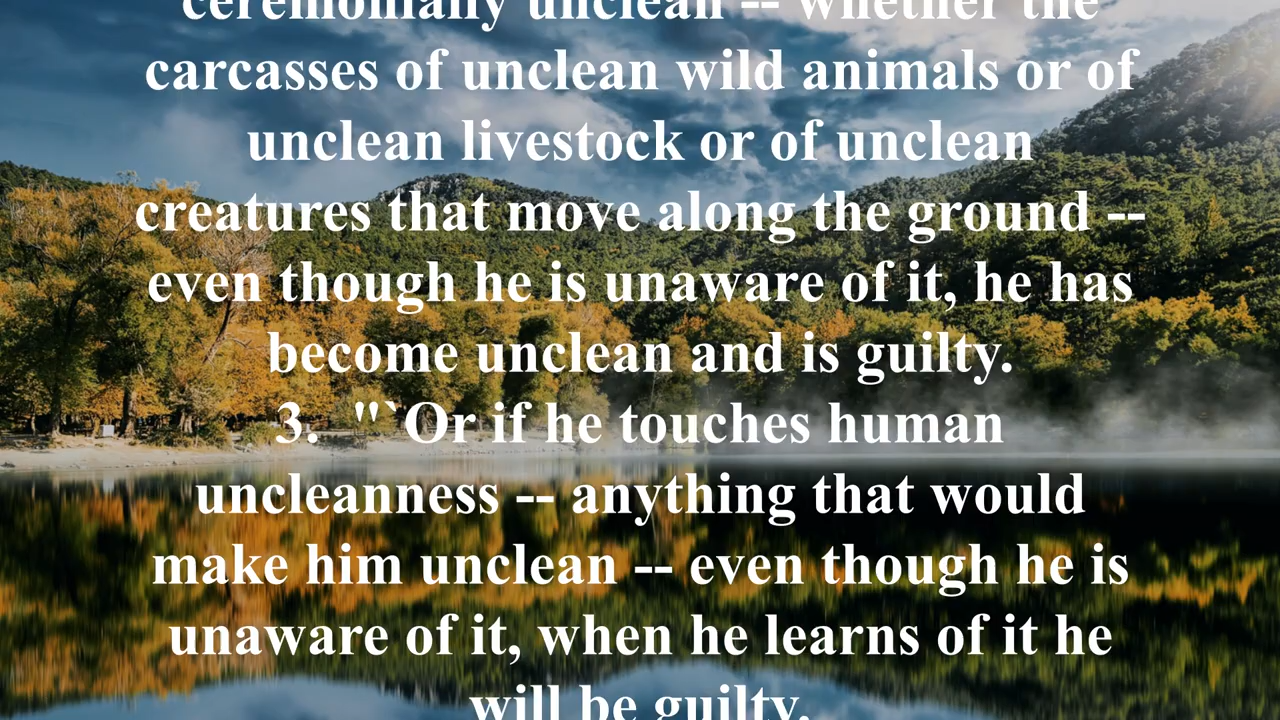 ceremonially unclean -- whether the
carcasses of unclean wild animals or of
unclean livestock or of unclean
creatures that move along the ground --
even though he is unaware of it, he has
become unclean and is guilty.
3. "`Or if he touches human
uncleanness -- anything that would
make him unclean -- even though he is
unaware of it, when he learns of it he
will be guilty.